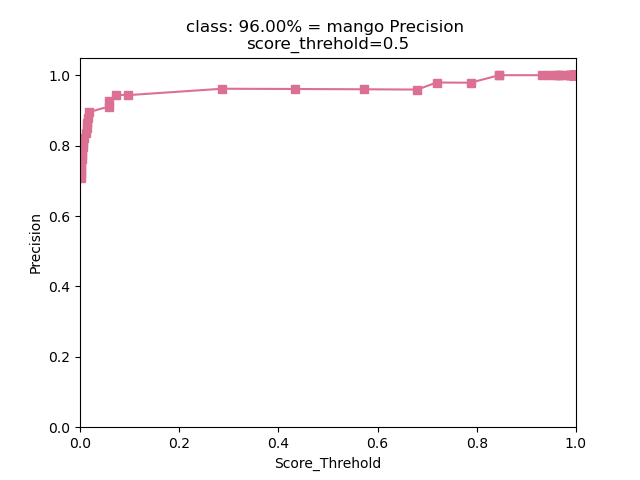 class: 96.00% = mango Precision
score_threhold=0.5
1.0
0.8
0.6
0.4
0.2
0.0
Precision
0.0 0.2 0.4 0.6 0.8 1.0
Score_Threhold